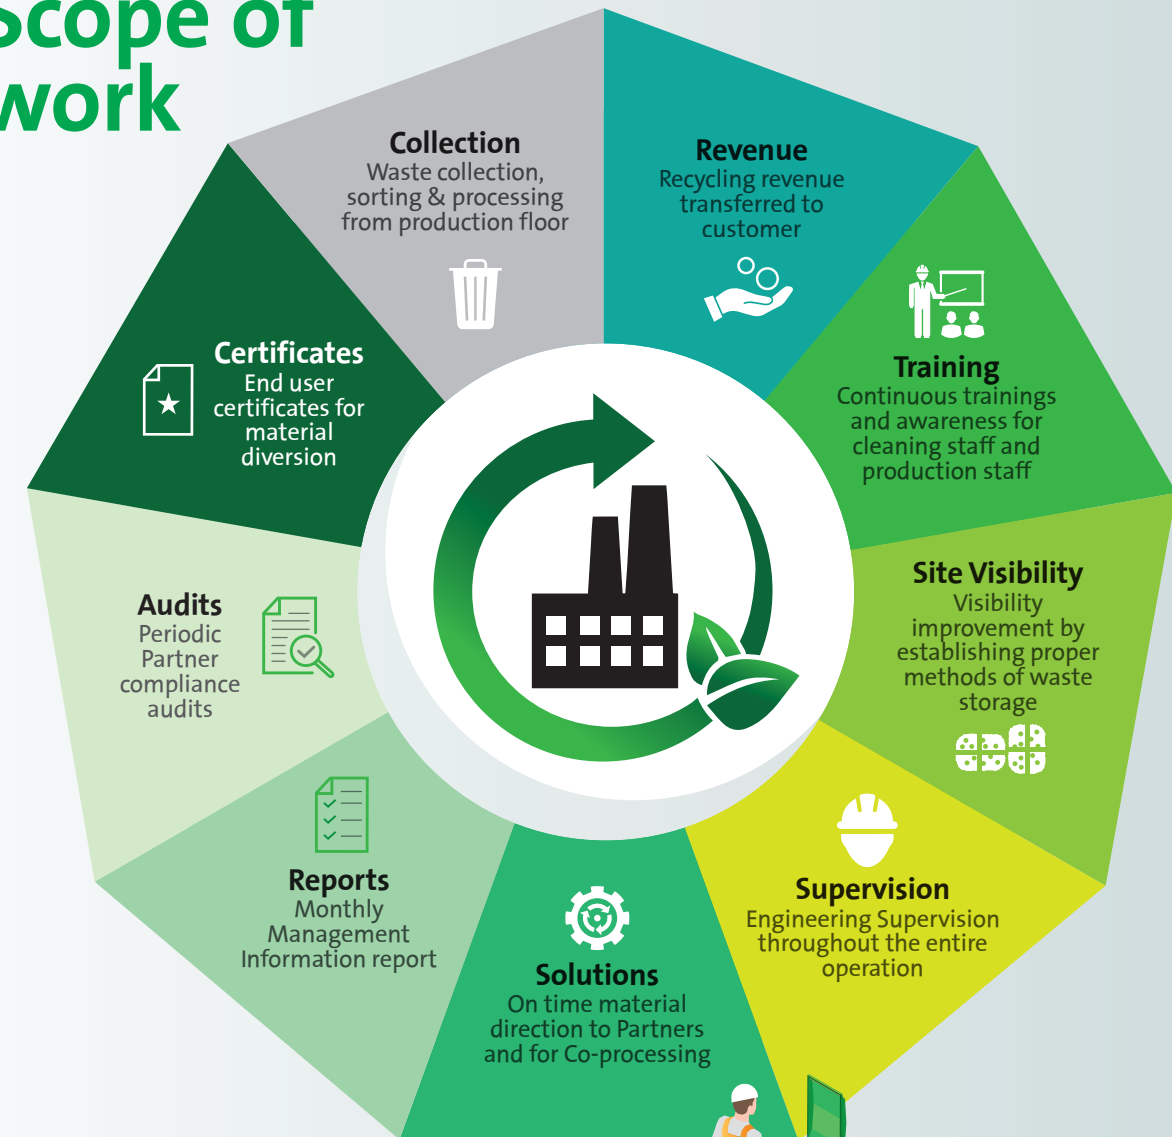 Scope of
work
Collection
Waste collection,
sorting & processing
from production floor
Revenue
Recycling revenue
transferred to
customer
Training
Continuous trainings
and awareness for
cleaning staff and
production staff
Site Visibility
Visibility
improvement by
establishing proper
methods of waste
storage
Supervision
Engineering Supervision
throughout the entire
operation
Solutions
On time material
direction to Partners
and for Co-processing
Reports
Monthly
Management
Information report
Audits
Periodic
Partner
compliance
audits
Certificates
End user
certificates for
material
diversion